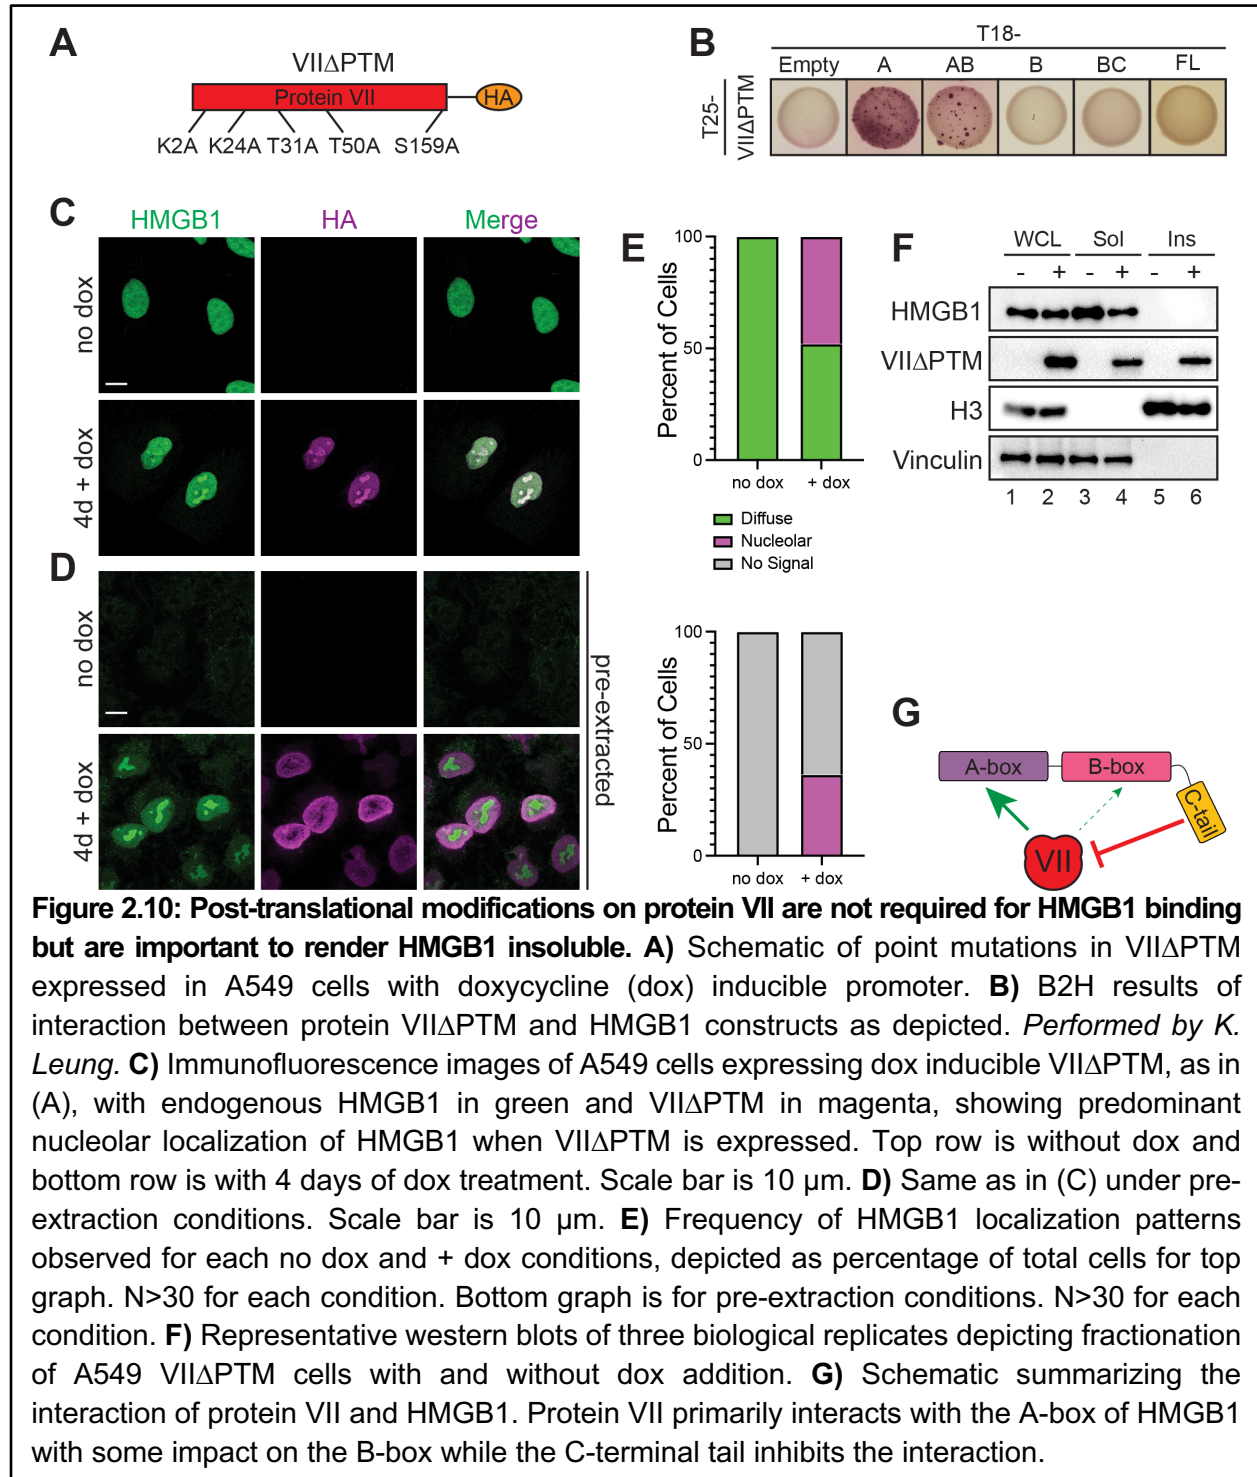 A
VIIΔPTM
Protein VII
HA
K2A K24A T31A T50A S159A
B
T18-
Empty A AB B BC FL
T25-
VIIΔPTM
C
HMGB1 HA Merge
no dox
4d + dox
D
no dox
4d + dox
pre-extracted
E
Percent of Cells
100
50
0
no dox + dox
Diffuse
Nucleolar
No Signal
Percent of Cells
100
50
0
no dox + dox
F
WCL Sol Ins
- + - + - +
HMGB1
VIIΔPTM
H3
Vinculin
1 2 3 4 5 6
G
A-box B-box
C-tail
VII
Figure 2.10: Post-translational modifications on protein VII are not required for HMGB1 binding
but are important to render HMGB1 insoluble. A) Schematic of point mutations in VIIΔPTM
expressed in A549 cells with doxycycline (dox) inducible promoter. B) B2H results of
interaction between protein VIIΔPTM and HMGB1 constructs as depicted. Performed by K.
Leung. C) Immunofluorescence images of A549 cells expressing dox inducible VIIΔPTM, as in
(A), with endogenous HMGB1 in green and VIIΔPTM in magenta, showing predominant
nucleolar localization of HMGB1 when VIIΔPTM is expressed. Top row is without dox and
bottom row is with 4 days of dox treatment. Scale bar is 10 µm. D) Same as in (C) under pre-
extraction conditions. Scale bar is 10 µm. E) Frequency of HMGB1 localization patterns
observed for each no dox and + dox conditions, depicted as percentage of total cells for top
graph. N>30 for each condition. Bottom graph is for pre-extraction conditions. N>30 for each
condition. F) Representative western blots of three biological replicates depicting fractionation
of A549 VIIΔPTM cells with and without dox addition. G) Schematic summarizing the
interaction of protein VII and HMGB1. Protein VII primarily interacts with the A-box of HMGB1
with some impact on the B-box while the C-terminal tail inhibits the interaction.